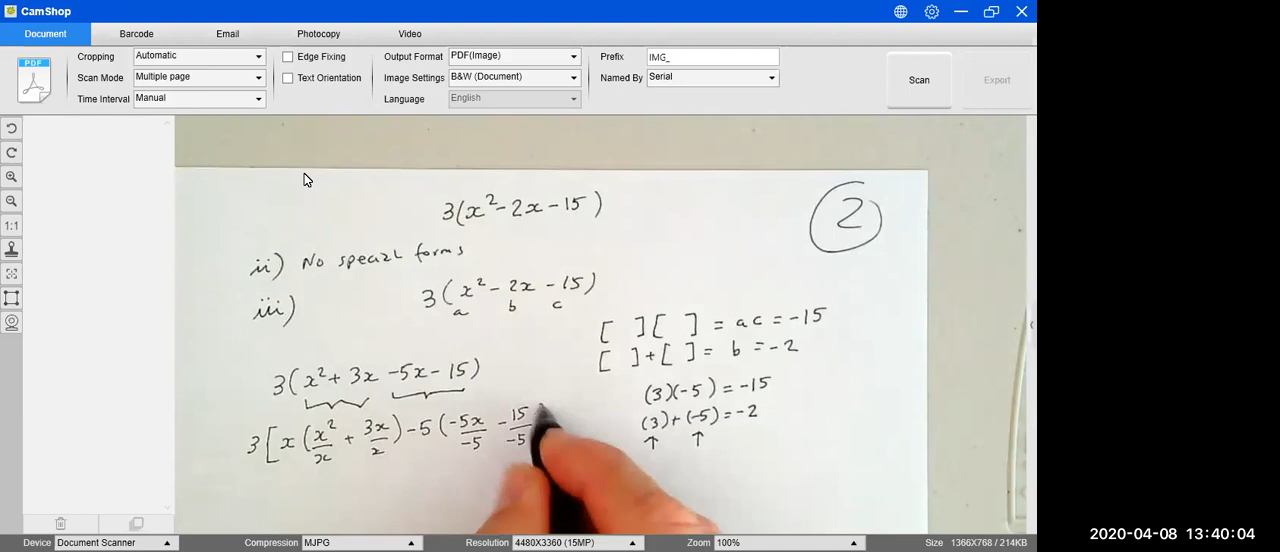 CamShop
Document Barcode Email Photocopy Video
PDF Cropping Automatic Edge Fixing Output Format PDF(Image) Prefix IMG_ Scan Export
Scan Mode Multiple page Text Orientation Image Settings B&W (Document) Named By Serial
Time Interval Manual Language English
1:1
3(x² - 2x - 15) 2
ii) No special forms
iii) 3(x² - 2x - 15)
a b c
[ ][ ] = ac = -15
[ ]+[ ] = b = -2
3(x² + 3x - 5x - 15)
(3)(-5) = -15
(3)+(-5) = -2
↑ ↑
3[x(x²/x + 3x/x) - 5(-5x/-5 - 15/-5
Device Document Scanner Compression MJPG Resolution 4480X3360 (15MP) Zoom 100% Size 1366X768 / 214KB
2020-04-08 13:40:04